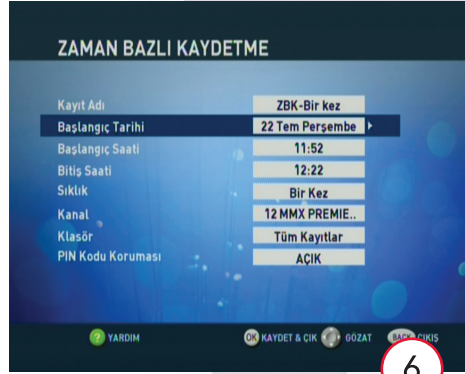 ZAMAN BAZLI KAYDETME
Kayıt Adı ZBK-Bir kez
Başlangıç Tarihi 22 Tem Perşembe
Başlangıç Saati 11:52
Bitiş Saati 12:22
Sıklık Bir Kez
Kanal 12 MMX PREMIE..
Klasör Tüm Kayıtlar
PIN Kodu Koruması AÇIK
? YARDIM OK KAYDET & ÇIK GÖZAT BACK ÇIKIŞ
6